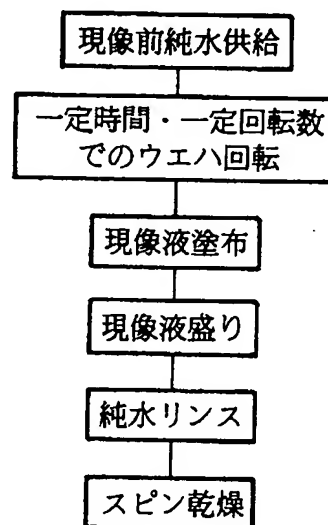 現像前純水供給
一定時間・一定回転数
でのウエハ回転
現像液塗布
現像液盛り
純水リンス
スピン乾燥